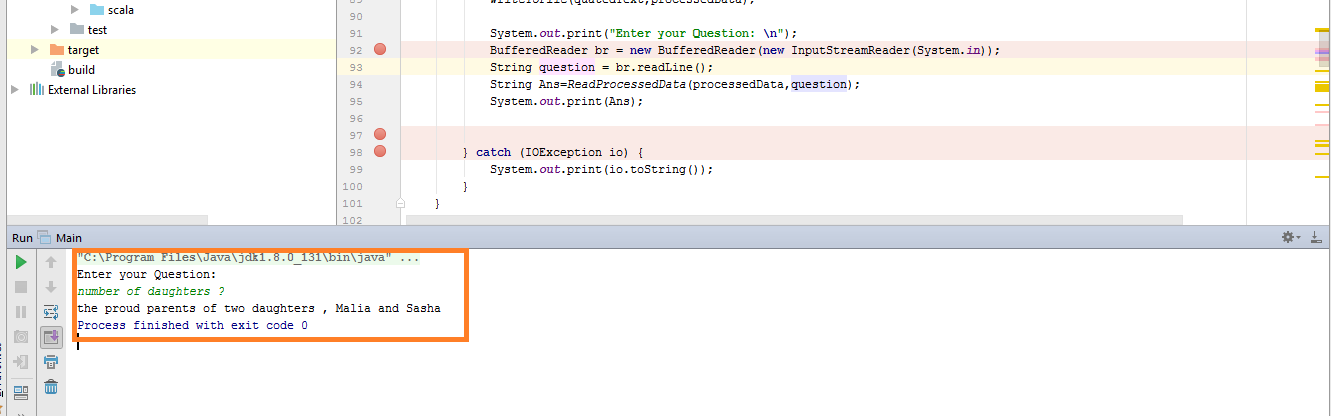 scala
test
target
build
External Libraries
91 System.out.print("Enter your Question: \n");
92 BufferedReader br = new BufferedReader(new InputStreamReader(System.in));
93 String question = br.readLine();
94 String Ans=ReadProcessedData(processedData,question);
95 System.out.print(Ans);
96
97
98 } catch (IOException io) {
99 System.out.print(io.toString());
100 }
101 }
102
Run Main
"C:\Program Files\Java\jdk1.8.0_131\bin\java" ...
Enter your Question:
number of daughters ?
the proud parents of two daughters , Malia and Sasha
Process finished with exit code 0